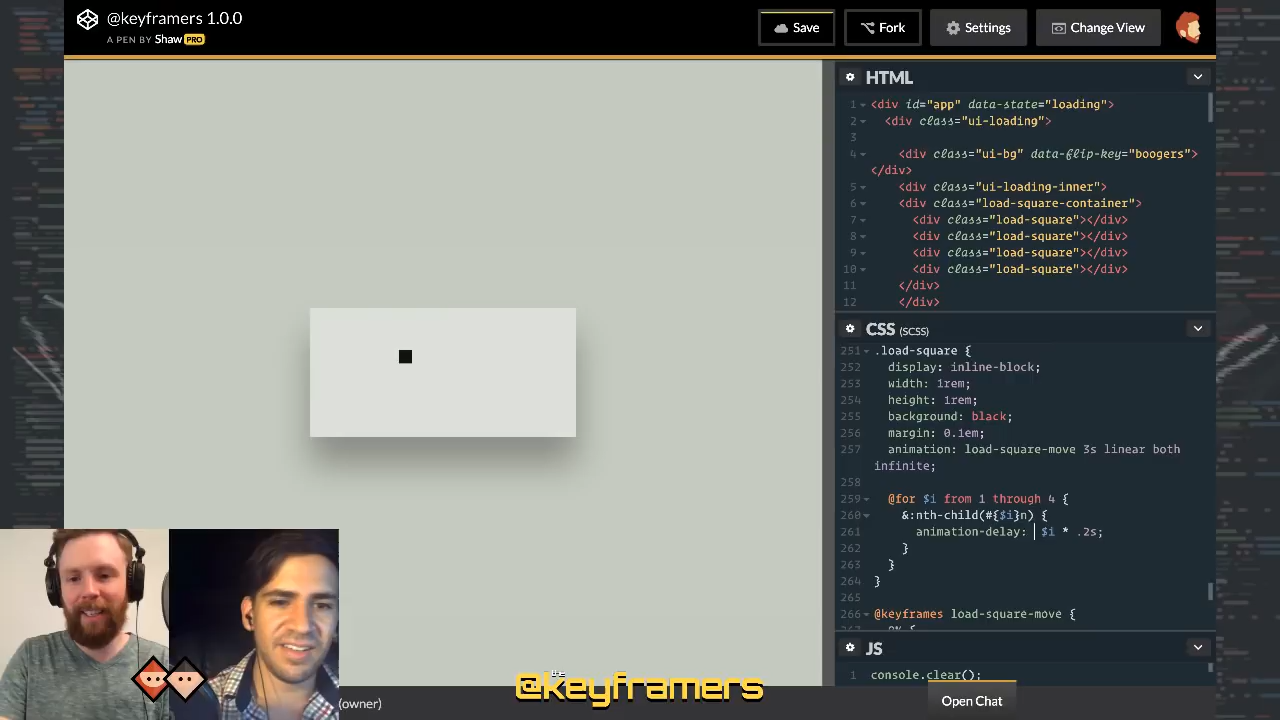 @keyframers 1.0.0
A PEN BY Shaw PRO
Save
Fork
Settings
Change View
HTML
1 <div id="app" data-state="loading">
2 <div class="ui-loading">
3
4 <div class="ui-bg" data-flip-key="boogers">
</div>
5 <div class="ui-loading-inner">
6 <div class="load-square-container">
7 <div class="load-square"></div>
8 <div class="load-square"></div>
9 <div class="load-square"></div>
10 <div class="load-square"></div>
11 </div>
12 </div>
CSS (SCSS)
251 .load-square {
252 display: inline-block;
253 width: 1rem;
254 height: 1rem;
255 background: black;
256 margin: 0.1em;
257 animation: load-square-move 3s linear both
infinite;
258
259 @for $i from 1 through 4 {
260 &:nth-child(#{$i}n) {
261 animation-delay: $i * .2s;
262 }
263 }
264 }
265
266 @keyframes load-square-move {
JS
1 console.clear();
the
@keyframers
(owner)
Open Chat